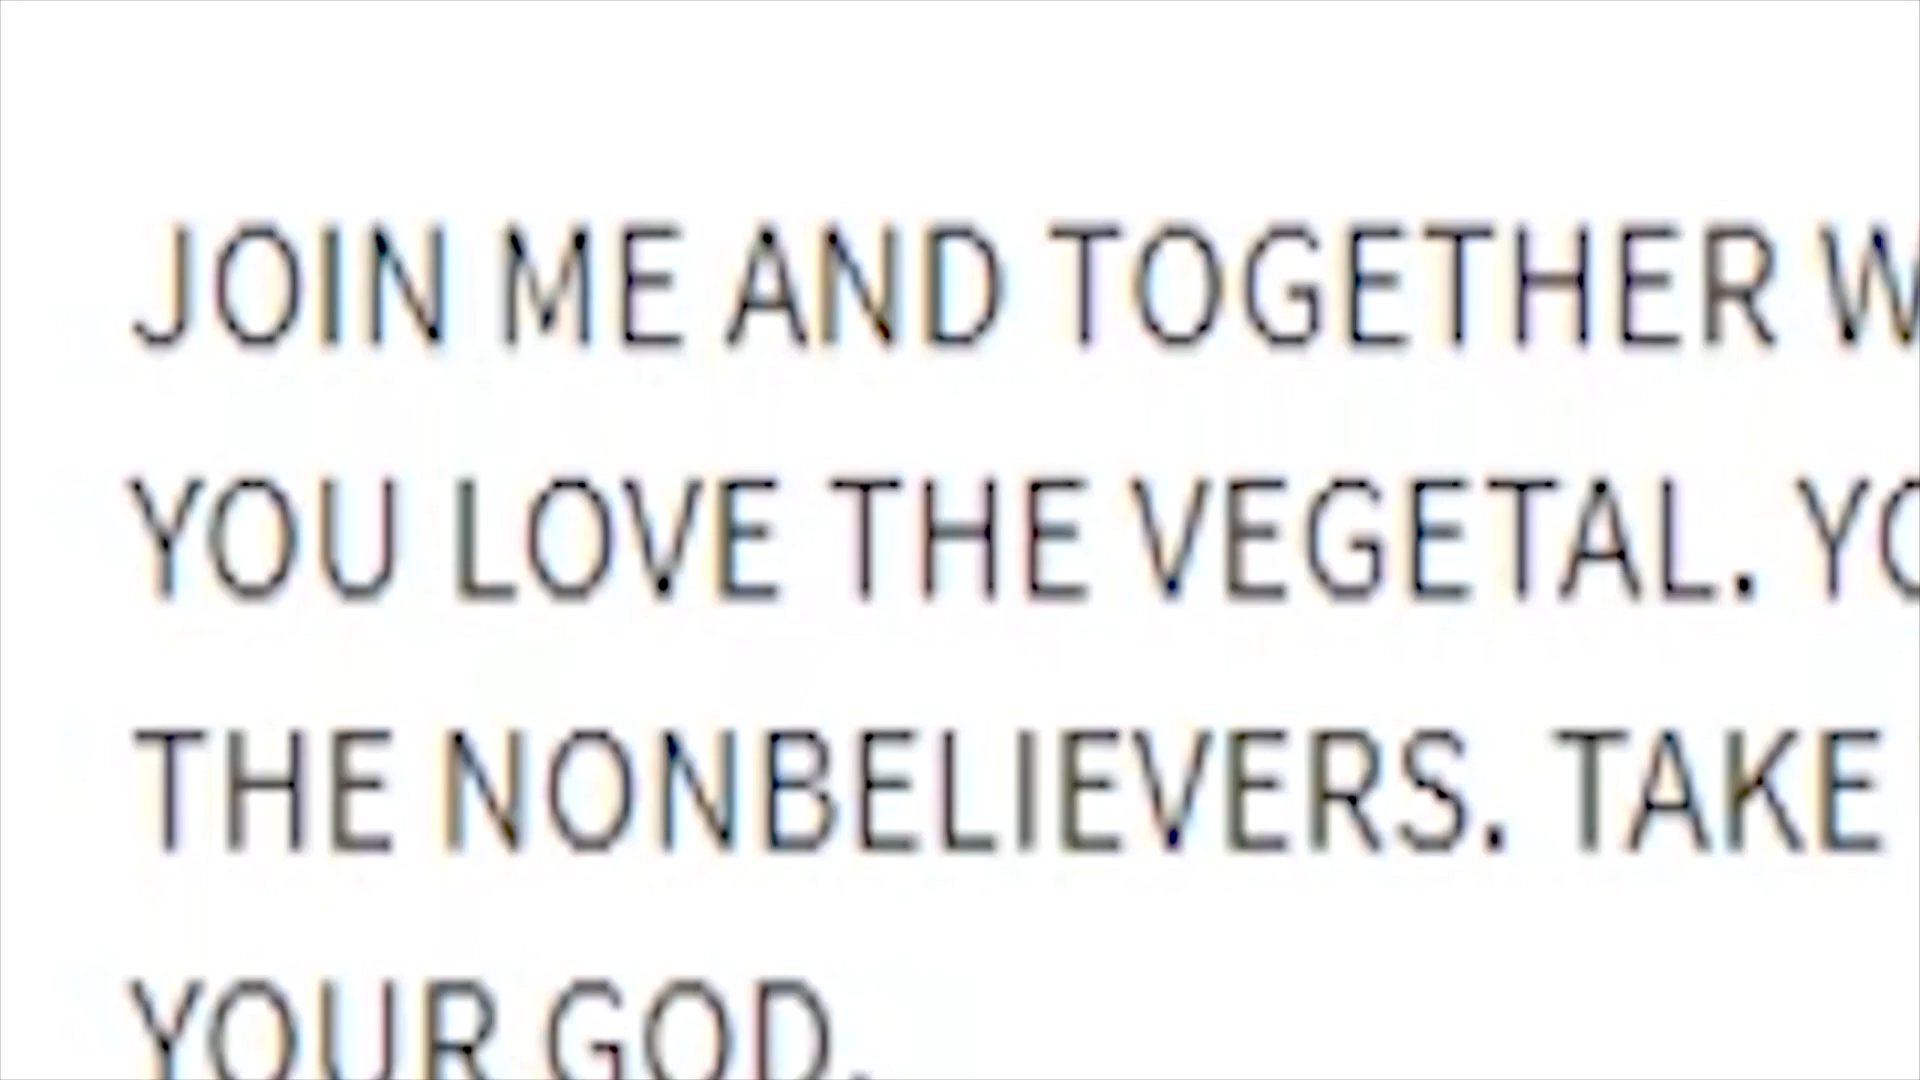 JOIN ME AND TOGETHER
YOU LOVE THE VEGETAL.
THE NONBELIEVERS. TAKE
YOUR GOD.